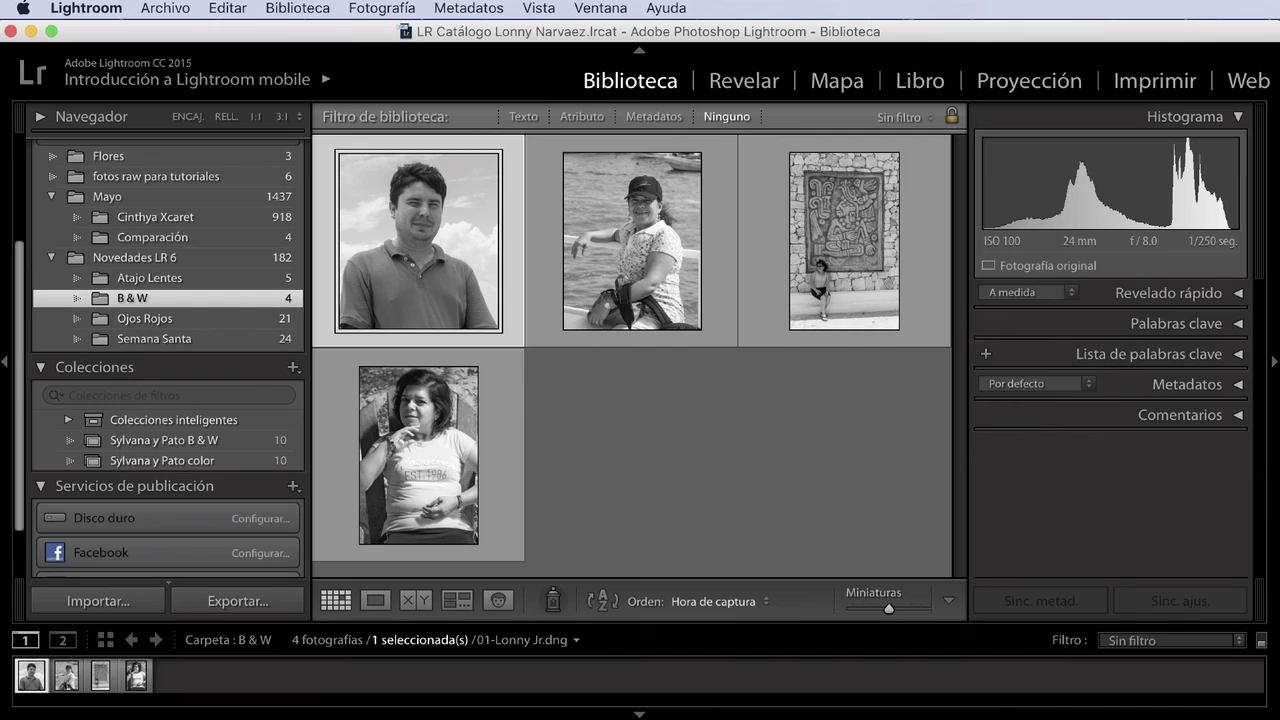 Lightroom Archivo Editar Biblioteca Fotografía Metadatos Vista Ventana Ayuda
LR Catálogo Lonny Narvaez.lrcat - Adobe Photoshop Lightroom - Biblioteca
Lr
Adobe Lightroom CC 2015
Introducción a Lightroom mobile
Biblioteca | Revelar | Mapa | Libro | Proyección | Imprimir | Web
Navegador ENCAJ. RELL. 1:1 3:1
Filtro de biblioteca: Texto Atributo Metadatos Ninguno Sin filtro
Histograma
Flores 3
fotos raw para tutoriales 6
Mayo 1437
Cinthya Xcaret 918
Comparación 4
Novedades LR 6 182
Atajo Lentes 5
B & W 4
Ojos Rojos 21
Semana Santa 24
Colecciones
Colecciones de filtros
Colecciones inteligentes
Sylvana y Pato B & W 10
Sylvana y Pato color 10
Servicios de publicación
Disco duro Configurar...
Facebook Configurar...
Importar... Exportar...
EST. 1986
ISO 100 24 mm f / 8.0 1/250 seg.
Fotografía original
A medida Revelado rápido
Palabras clave
Lista de palabras clave
Por defecto Metadatos
Comentarios
Sinc. metad. Sinc. ajus.
X Y A Z Orden: Hora de captura Miniaturas
1 2 Carpeta : B & W 4 fotografías / 1 seleccionada(s) / 01-Lonny Jr.dng Filtro : Sin filtro